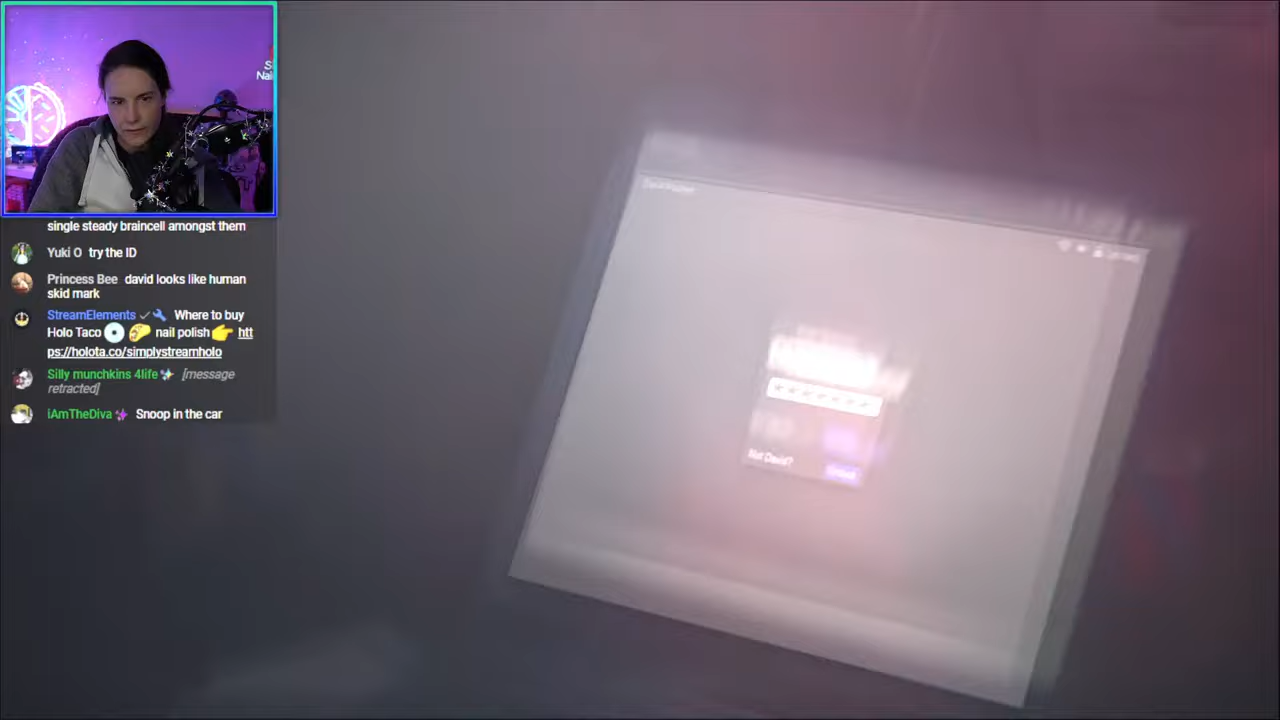 S
Nai
single steady braincell amongst them
Yuki O try the ID
Princess Bee david looks like human
skid mark
StreamElements Where to buy
Holo Taco nail polish htt
ps://holota.co/simplystreamholo
Silly munchkins 4life [message
retracted]
iAmTheDiva Snoop in the car
*******
Not David?